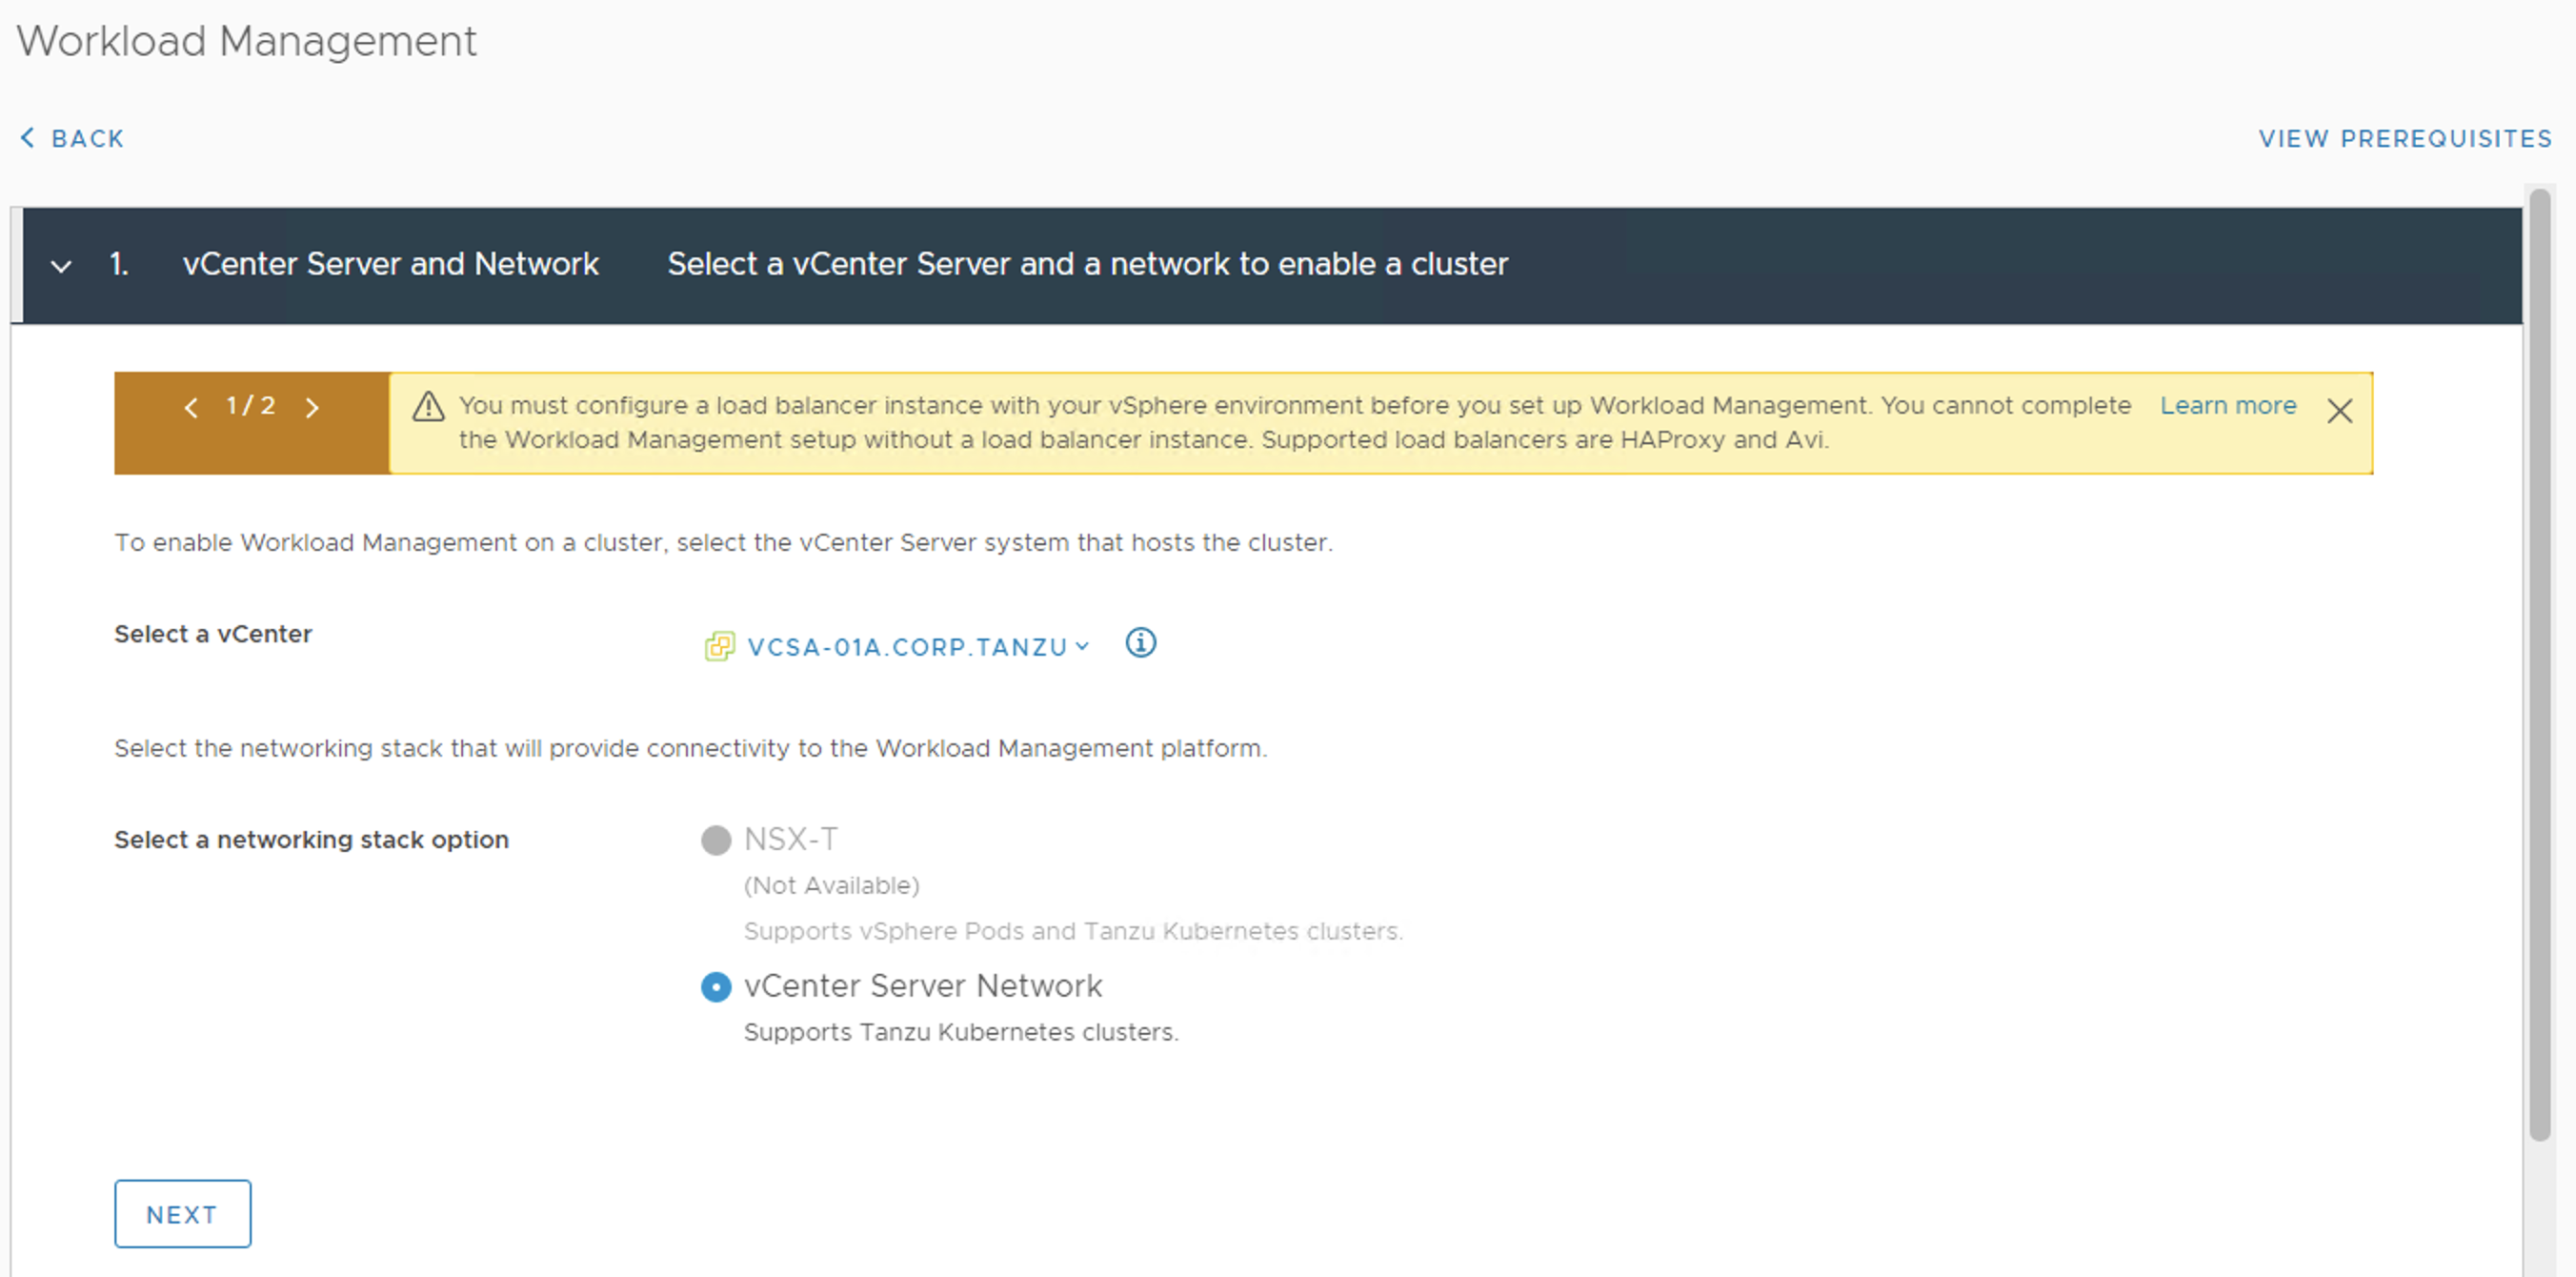 Workload Management
BACK
VIEW PREREQUISITES
1. vCenter Server and Network Select a vCenter Server and a network to enable a cluster
1 / 2
You must configure a load balancer instance with your vSphere environment before you set up Workload Management. You cannot complete Learn more
the Workload Management setup without a load balancer instance. Supported load balancers are HAProxy and Avi.
To enable Workload Management on a cluster, select the vCenter Server system that hosts the cluster.
Select a vCenter
VCSA-01A.CORP.TANZU
Select the networking stack that will provide connectivity to the Workload Management platform.
Select a networking stack option
NSX-T
(Not Available)
Supports vSphere Pods and Tanzu Kubernetes clusters.
vCenter Server Network
Supports Tanzu Kubernetes clusters.
NEXT